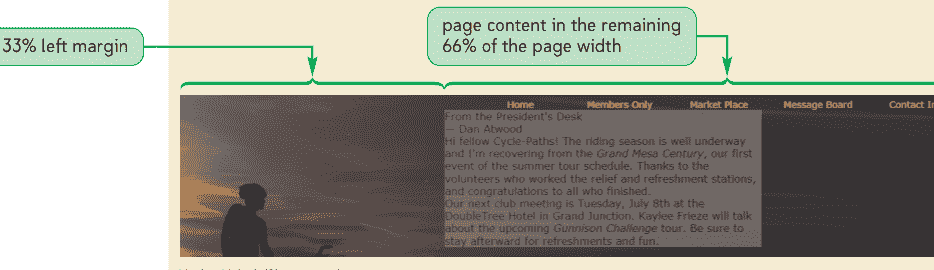 33% left margin
page content in the remaining
66% of the page width
Home Members Only Market Place Message Board Contact In
From the President's Desk
— Dan Atwood
Hi fellow Cycle-Paths! The riding season is well underway
and I'm recovering from the Grand Mesa Century, our first
event of the summer tour schedule. Thanks to the
volunteers who worked the relief and refreshment stations,
and congratulations to all who finished.
Our next club meeting is Tuesday, July 8th at the
DoubleTree Hotel in Grand Junction. Kaylee Frieze will talk
about the upcoming Gunnison Challenge tour. Be sure to
stay afterward for refreshments and fun.